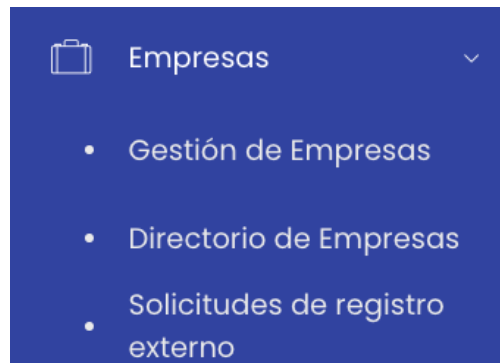 Empresas
Gestión de Empresas
Directorio de Empresas
Solicitudes de registro
externo